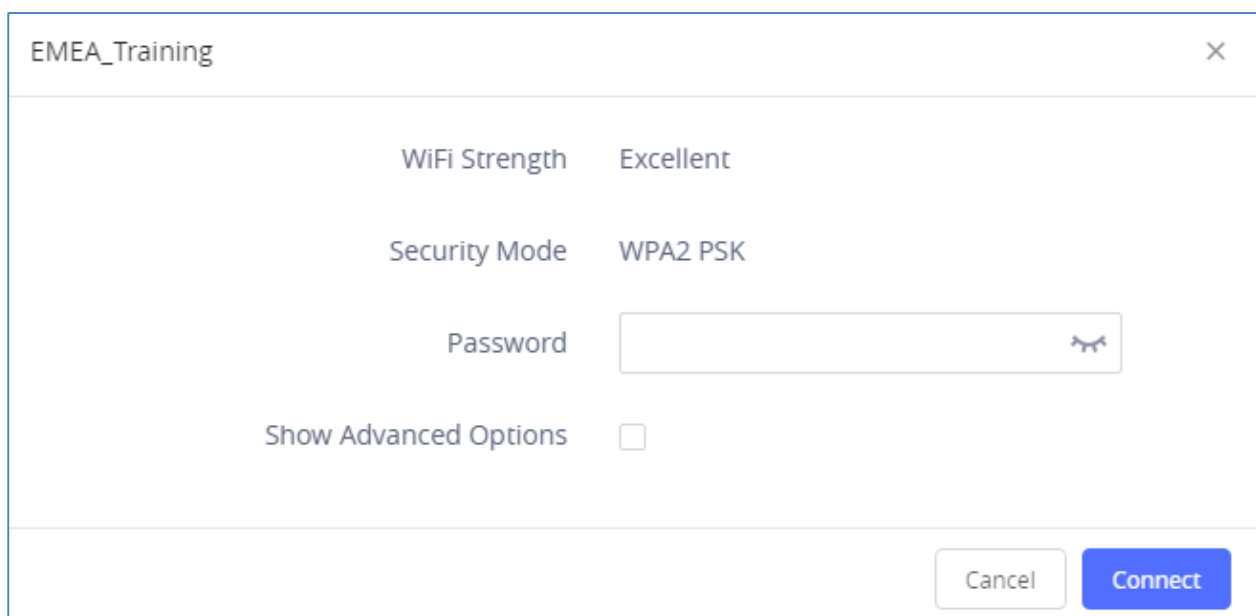 EMEA_Training
WiFi Strength Excellent
Security Mode WPA2 PSK
Password
Show Advanced Options
Cancel Connect